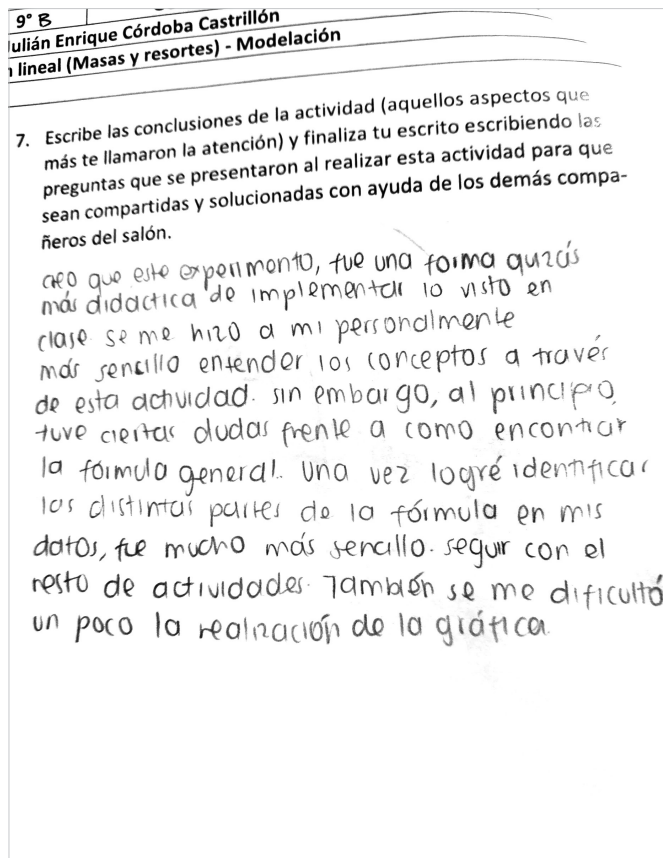 9° B
ulián Enrique Córdoba Castrillón
n lineal (Masas y resortes) - Modelación
7. Escribe las conclusiones de la actividad (aquellos aspectos que
más te llamaron la atención) y finaliza tu escrito escribiendo las
preguntas que se presentaron al realizar esta actividad para que
sean compartidas y solucionadas con ayuda de los demás compa-
ñeros del salón.
creo que este experimento, fue una forma quizás
más didáctica de implementar lo visto en
clase. se me hizo a mi personalmente
más sencillo entender los conceptos a través
de esta actividad. sin embargo, al principio,
tuve ciertas dudas frente a como encontrar
la fórmula general. Una vez logré identificar
las distintas partes de la fórmula en mis
datos, fue mucho más sencillo. seguir con el
resto de actividades. También se me dificultó
un poco la realización de la gráfica